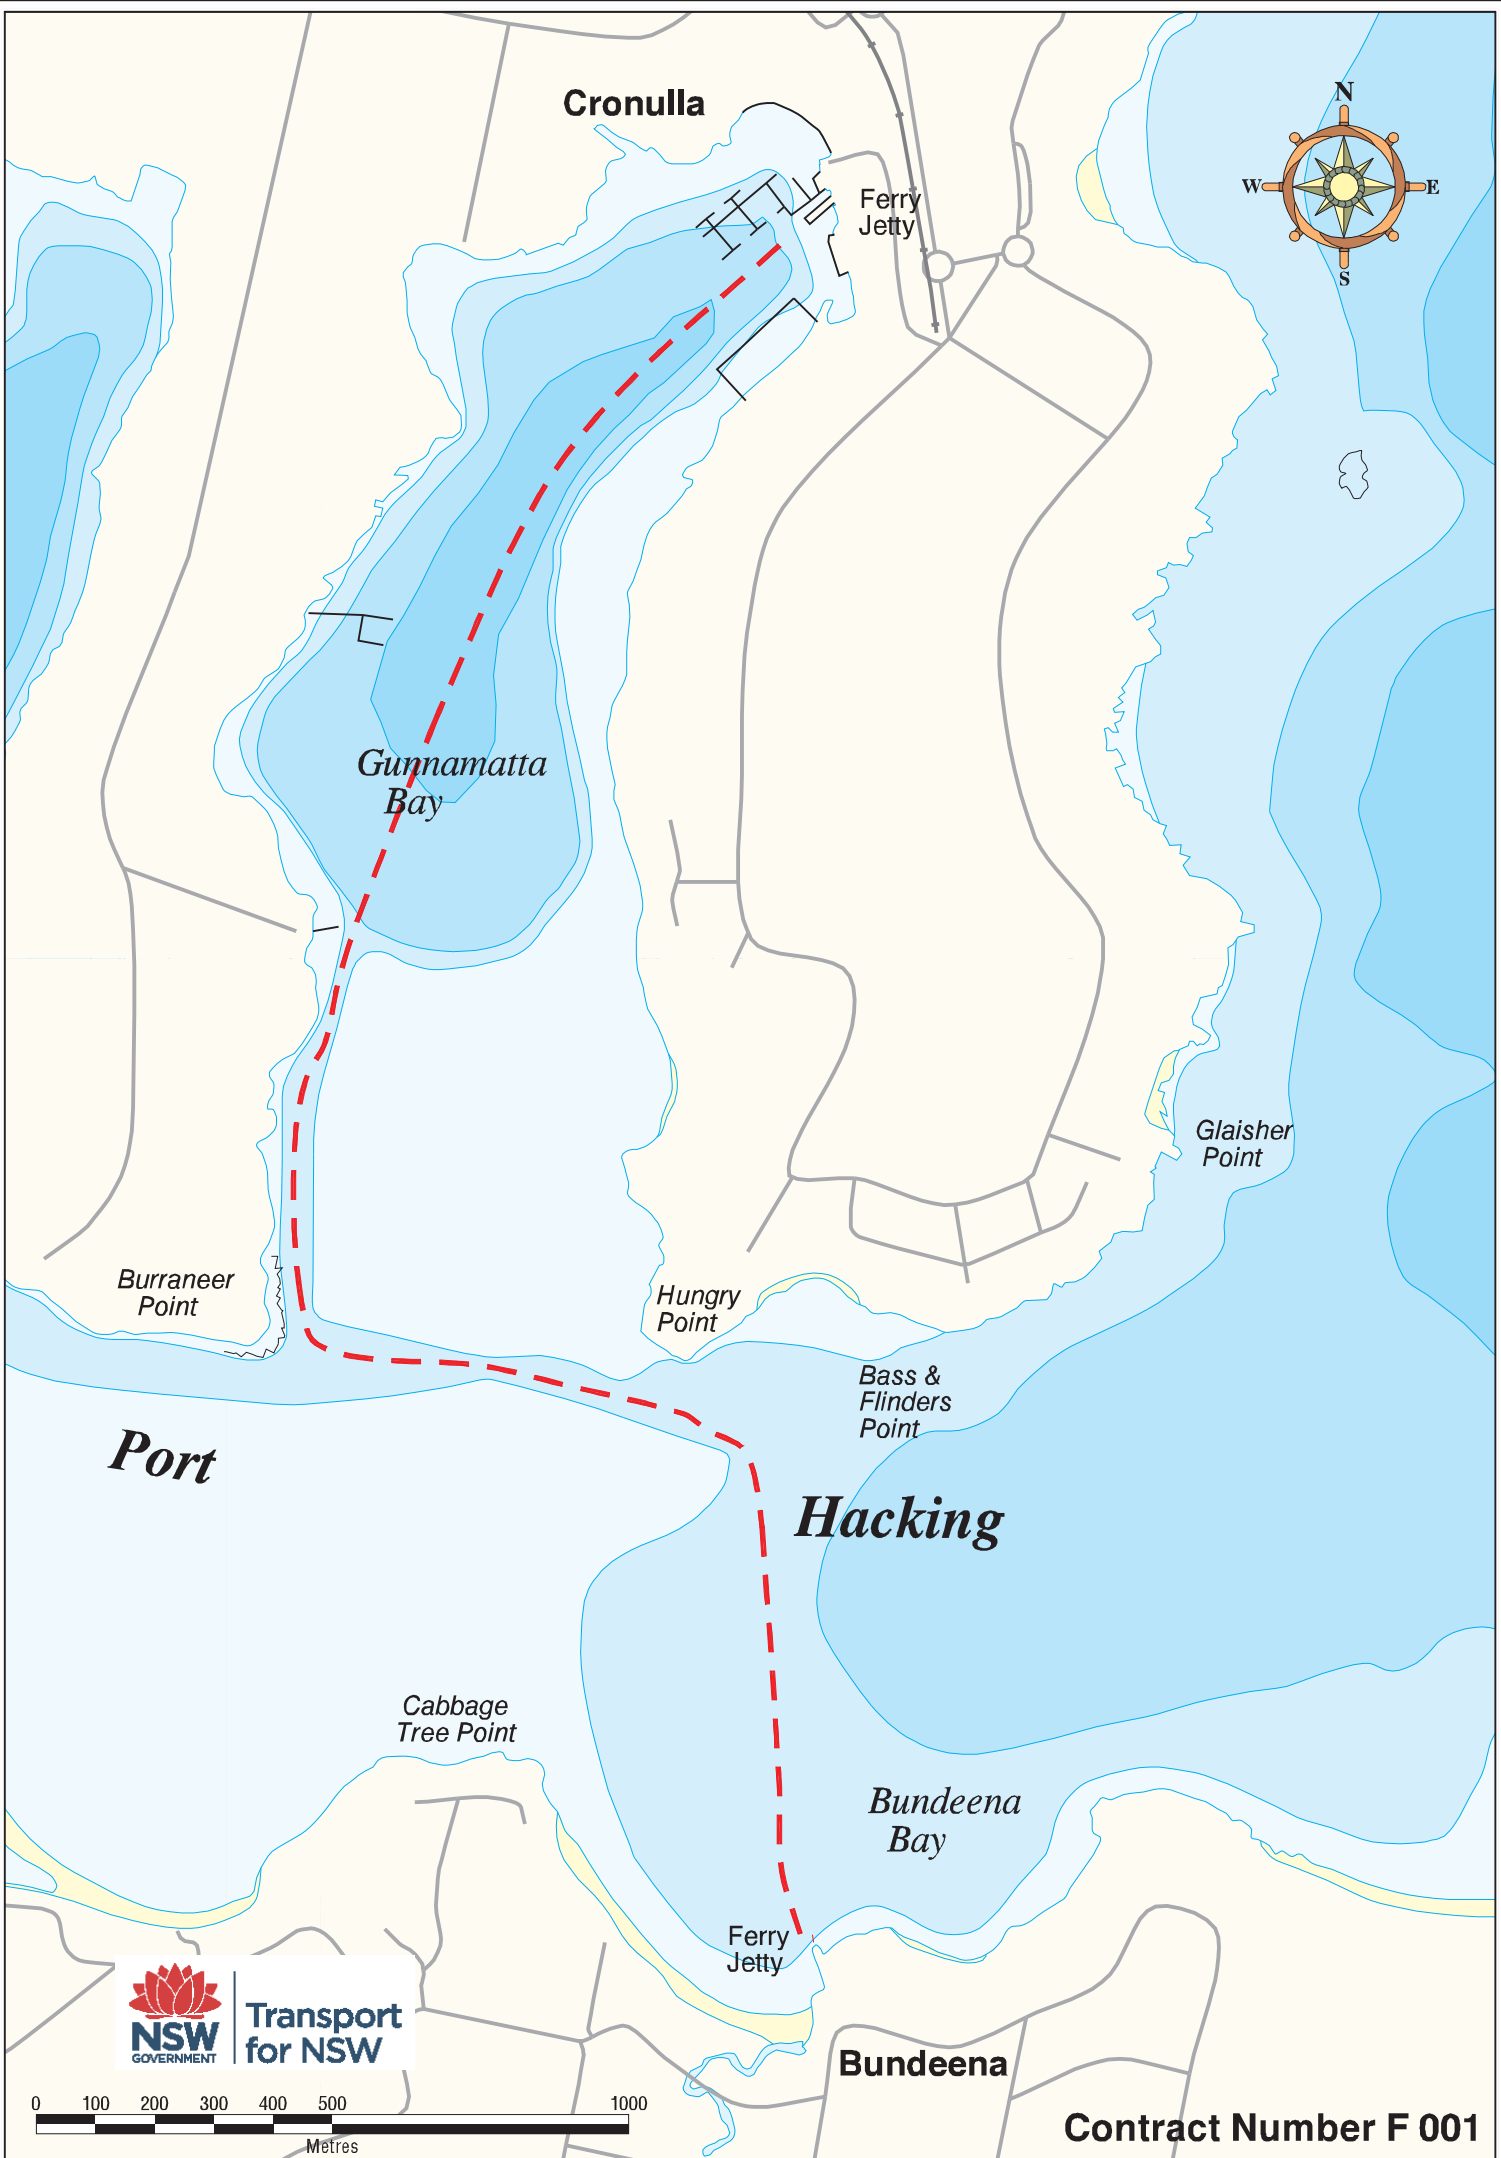 Cronulla
N
W
E
S
Ferry
Jetty
Gunnamatta
Bay
Glaisher
Point
Burraneer
Point
Hungry
Point
Bass &
Flinders
Point
Port
Hacking
Cabbage
Tree Point
Bundeena
Bay
Ferry
Jetty
NSW
GOVERNMENT
Transport
for NSW
Bundeena
0 100 200 300 400 500 1000
Metres
Contract Number F 001